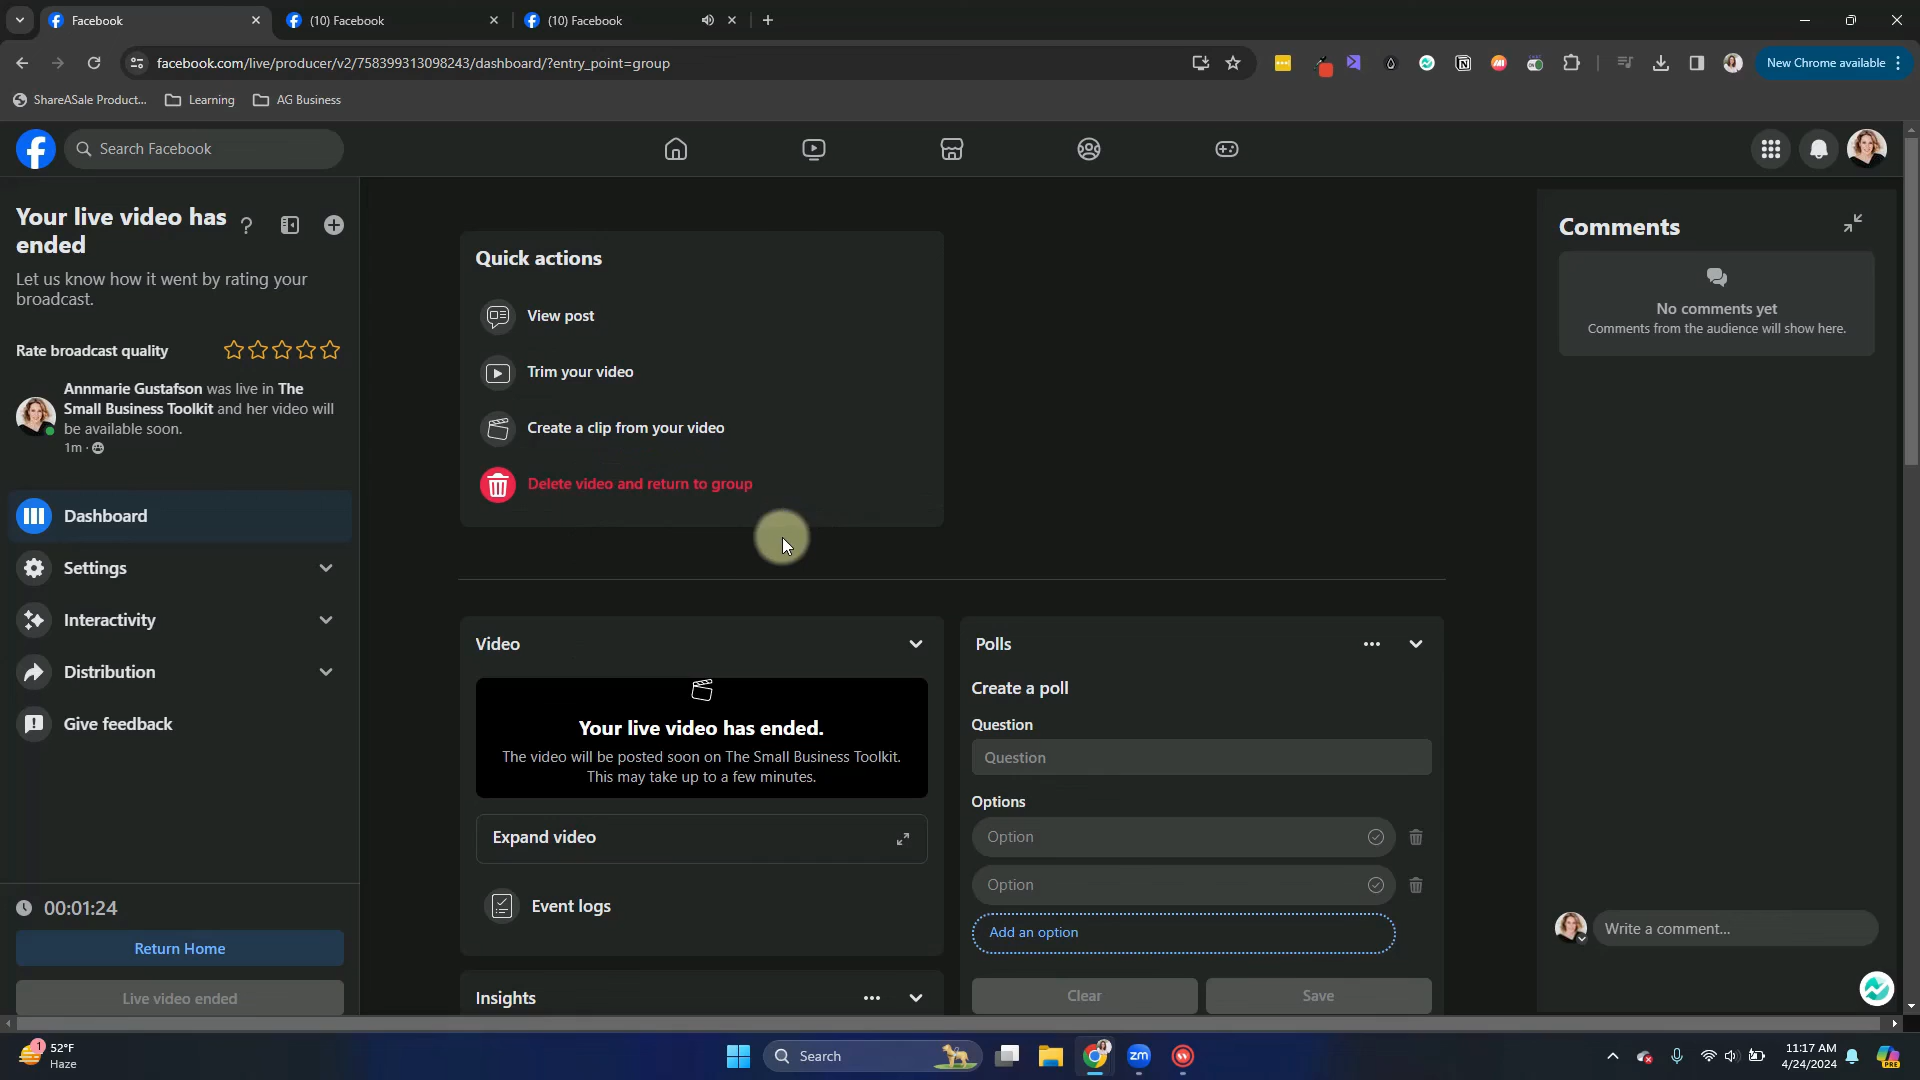 Facebook
(10) Facebook
(10) Facebook
facebook.com/live/producer/v2/758399313098243/dashboard/?entry_point=group
New Chrome available
ShareASale Product...
Learning
AG Business
Search Facebook
Your live video has
ended
Let us know how it went by rating your
broadcast.
Rate broadcast quality
Annmarie Gustafson was live in The
Small Business Toolkit and her video will
be available soon.
1m ·
Dashboard
Settings
Interactivity
Distribution
Give feedback
00:01:24
Return Home
Live video ended
Quick actions
View post
Trim your video
Create a clip from your video
Delete video and return to group
Video
Your live video has ended.
The video will be posted soon on The Small Business Toolkit.
This may take up to a few minutes.
Expand video
Event logs
Insights
Polls
Create a poll
Question
Question
Options
Option
Option
Add an option
Clear
Save
Comments
No comments yet
Comments from the audience will show here.
Write a comment...
1
52°F
Haze
Search
zm
11:17 AM
4/24/2024
PRE